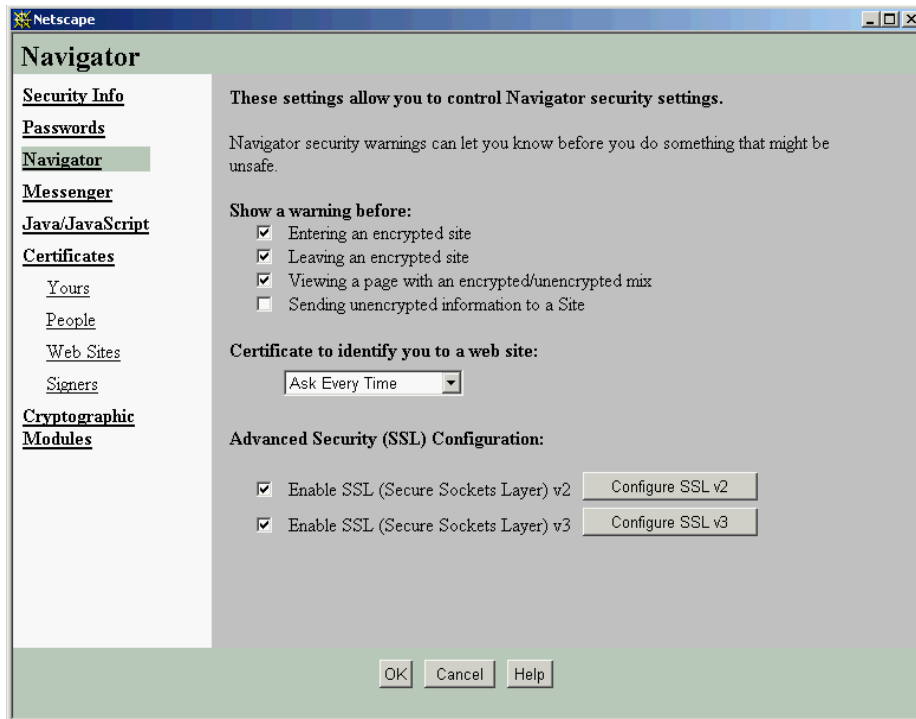 Netscape
Navigator
Security Info
Passwords
Navigator
Messenger
Java/JavaScript
Certificates
Yours
People
Web Sites
Signers
Cryptographic
Modules
These settings allow you to control Navigator security settings.
Navigator security warnings can let you know before you do something that might be
unsafe.
Show a warning before:
Entering an encrypted site
Leaving an encrypted site
Viewing a page with an encrypted/unencrypted mix
Sending unencrypted information to a Site
Certificate to identify you to a web site:
Ask Every Time
Advanced Security (SSL) Configuration:
Enable SSL (Secure Sockets Layer) v2 Configure SSL v2
Enable SSL (Secure Sockets Layer) v3 Configure SSL v3
OK Cancel Help